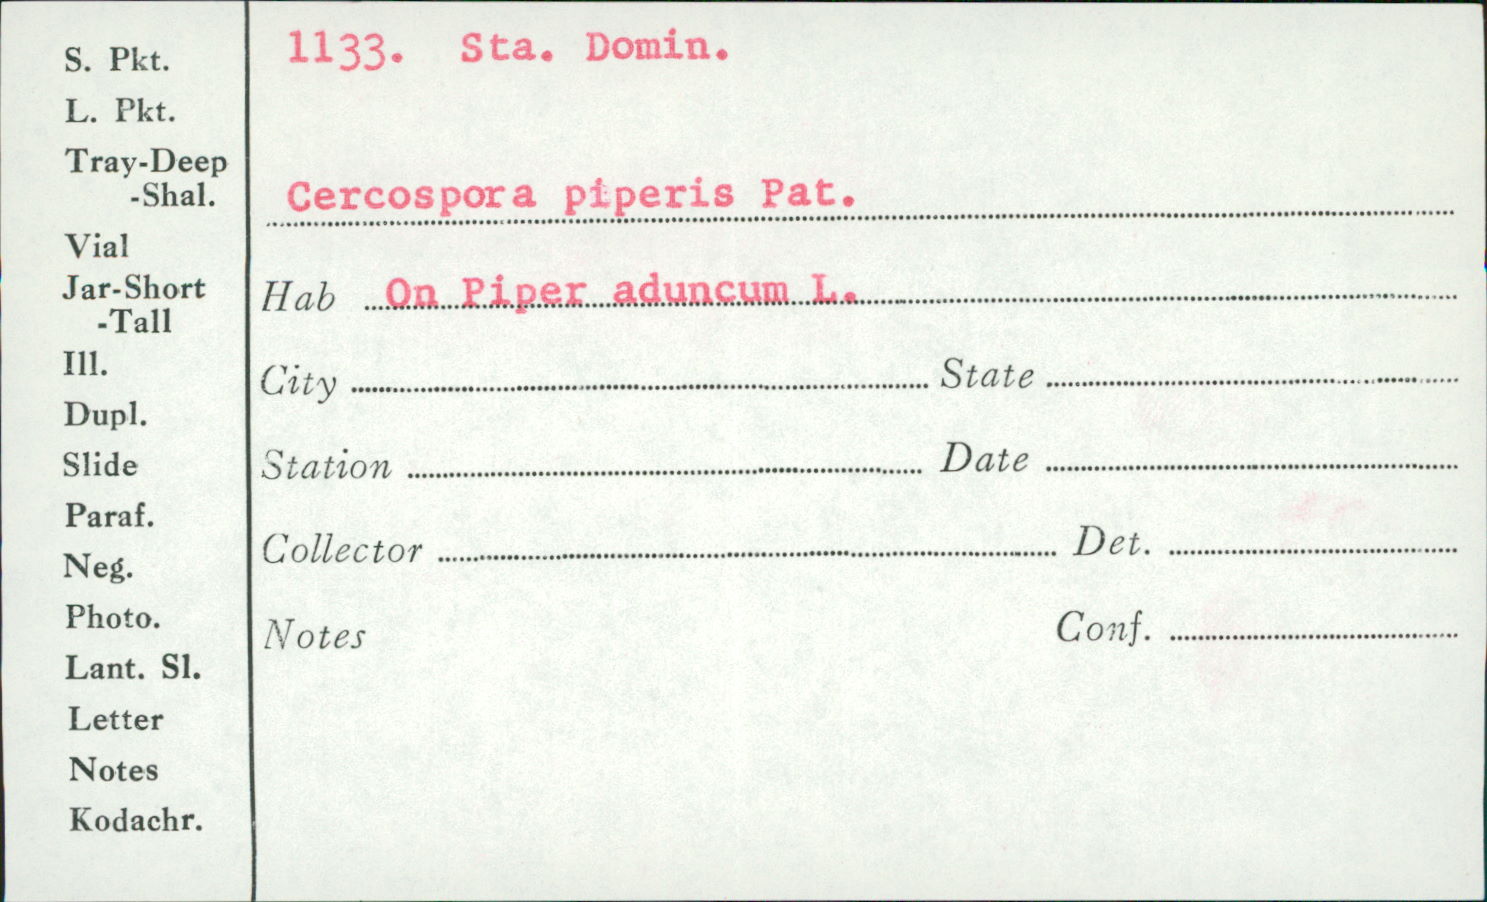 1133. Sta. Domin.
Cercospora piperis Pat.
Hab On Piper aduncum L.
City State
Station Date
Collector Det.
Notes Conf.
S. Pkt.
L. Pkt.
Tray-Deep
-Shal.
Vial
Jar-Short
-Tall
Ill.
Dupl.
Slide
Paraf.
Neg.
Photo.
Lant. Sl.
Letter
Notes
Kodachr.